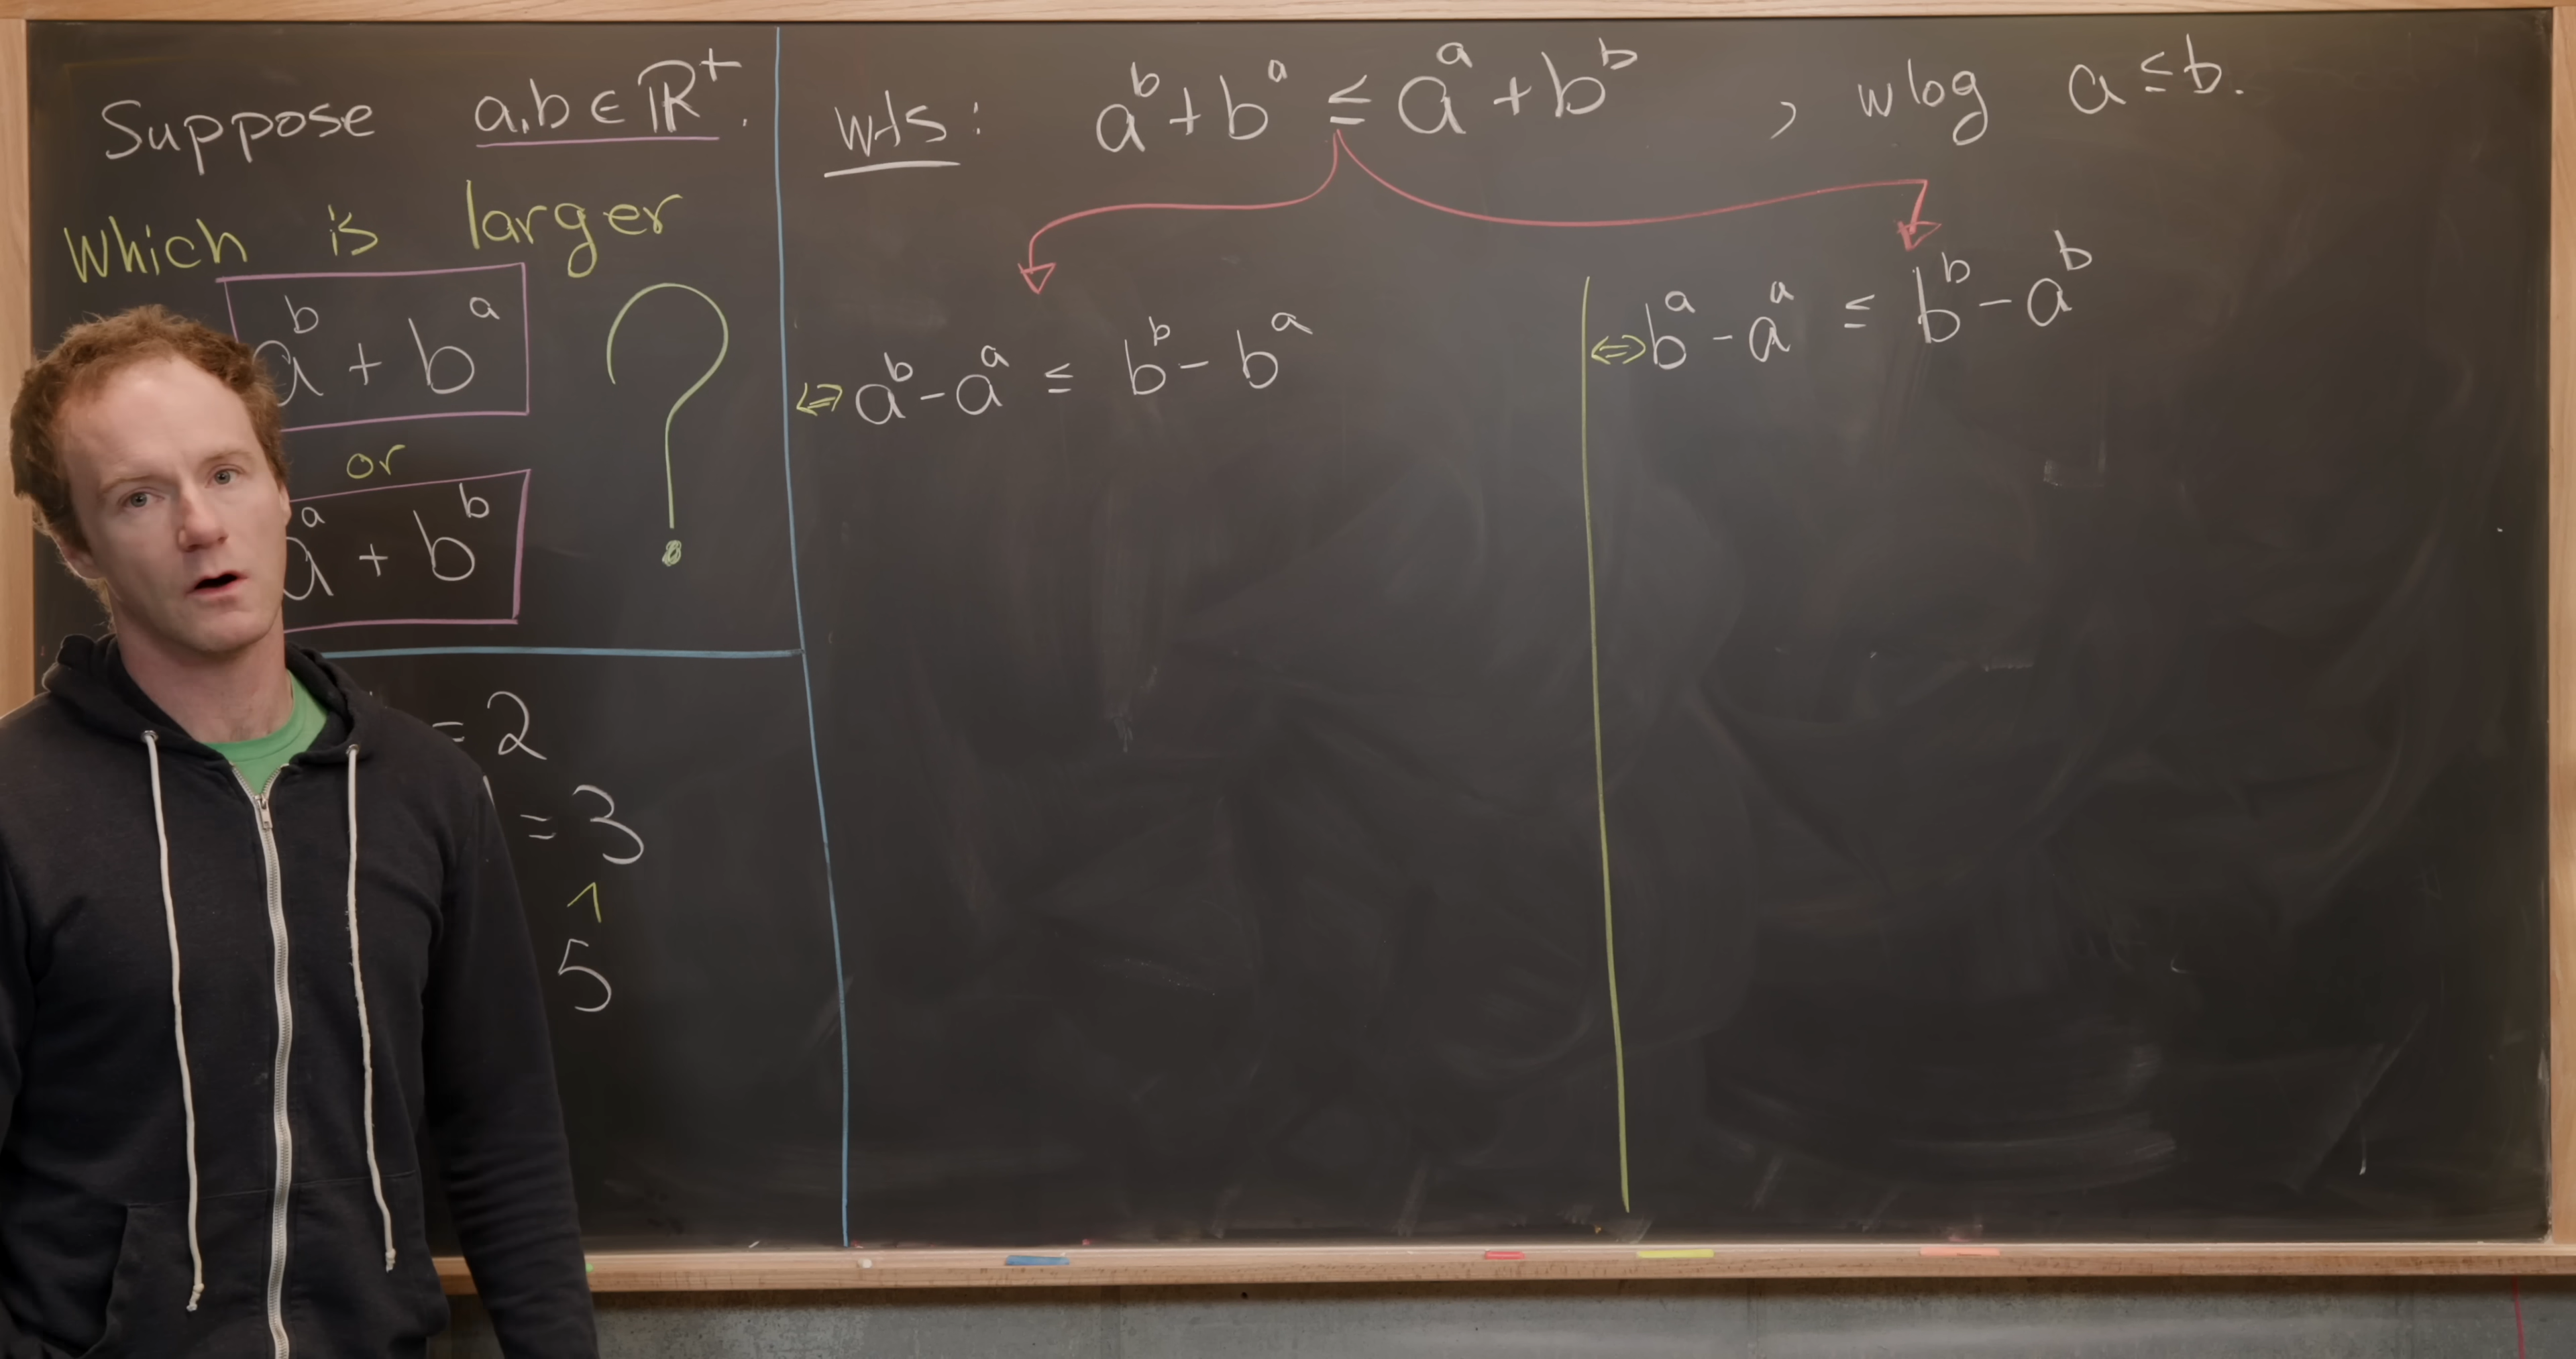 Suppose a,b ∈ ℝ⁺.
Which is larger
a^b + b^a
or
a^a + b^b
?
= 2
= 3
^
5
wts: a^b + b^a ≤ a^a + b^b , wlog a ≤ b.
⇔ a^b − a^a ≤ b^b − b^a
⇔ b^a − a^a ≤ b^b − a^b